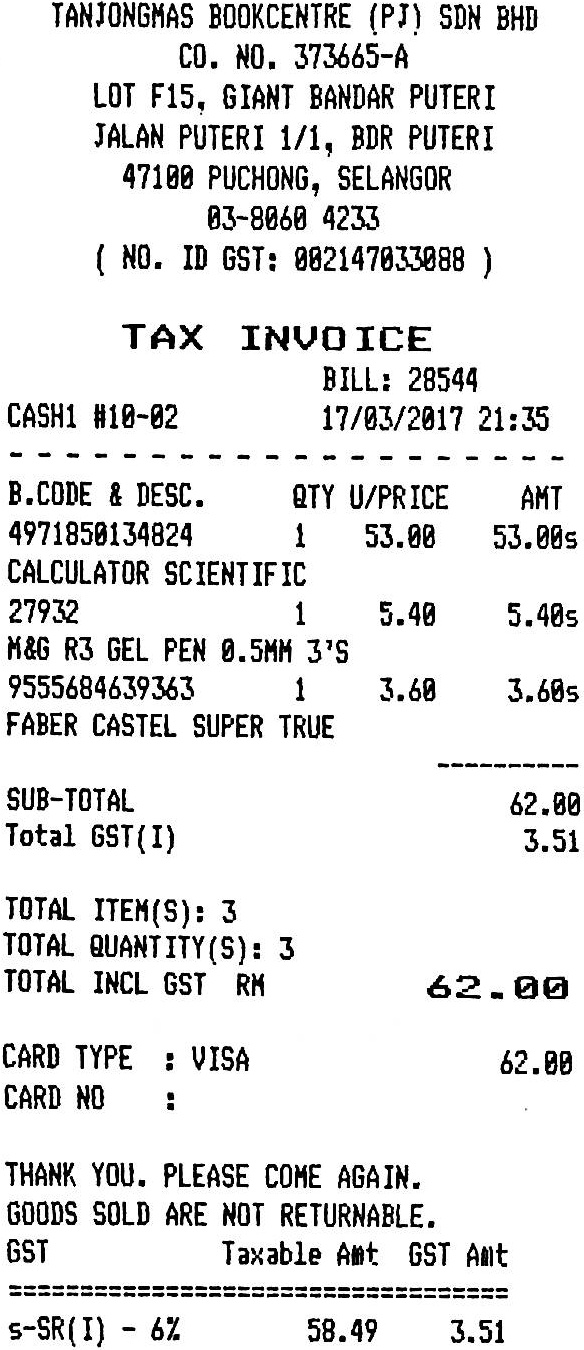 TANJONGMAS BOOKCENTRE (PJ) SDN BHD
CO. NO. 373665-A
LOT F15, GIANT BANDAR PUTERI
JALAN PUTERI 1/1, BDR PUTERI
47100 PUCHONG, SELANGOR
03-8060 4233
( NO. ID GST: 002147033088 )
TAX INVOICE
BILL: 28544
CASH1 #10-02 17/03/2017 21:35
- - - - - - - - - - - - - - - - - - - -
B.CODE & DESC. QTY U/PRICE AMT
4971850134824 1 53.00 53.00s
CALCULATOR SCIENTIFIC
27932 1 5.40 5.40s
M&G R3 GEL PEN 0.5MM 3'S
9555684639363 1 3.60 3.60s
FABER CASTEL SUPER TRUE
----------
SUB-TOTAL 62.00
Total GST(I) 3.51
TOTAL ITEM(S): 3
TOTAL QUANTITY(S): 3
TOTAL INCL GST RM 62.00
CARD TYPE : VISA 62.00
CARD NO :
THANK YOU. PLEASE COME AGAIN.
GOODS SOLD ARE NOT RETURNABLE.
GST Taxable Amt GST Amt
===================================
s-SR(I) - 6% 58.49 3.51